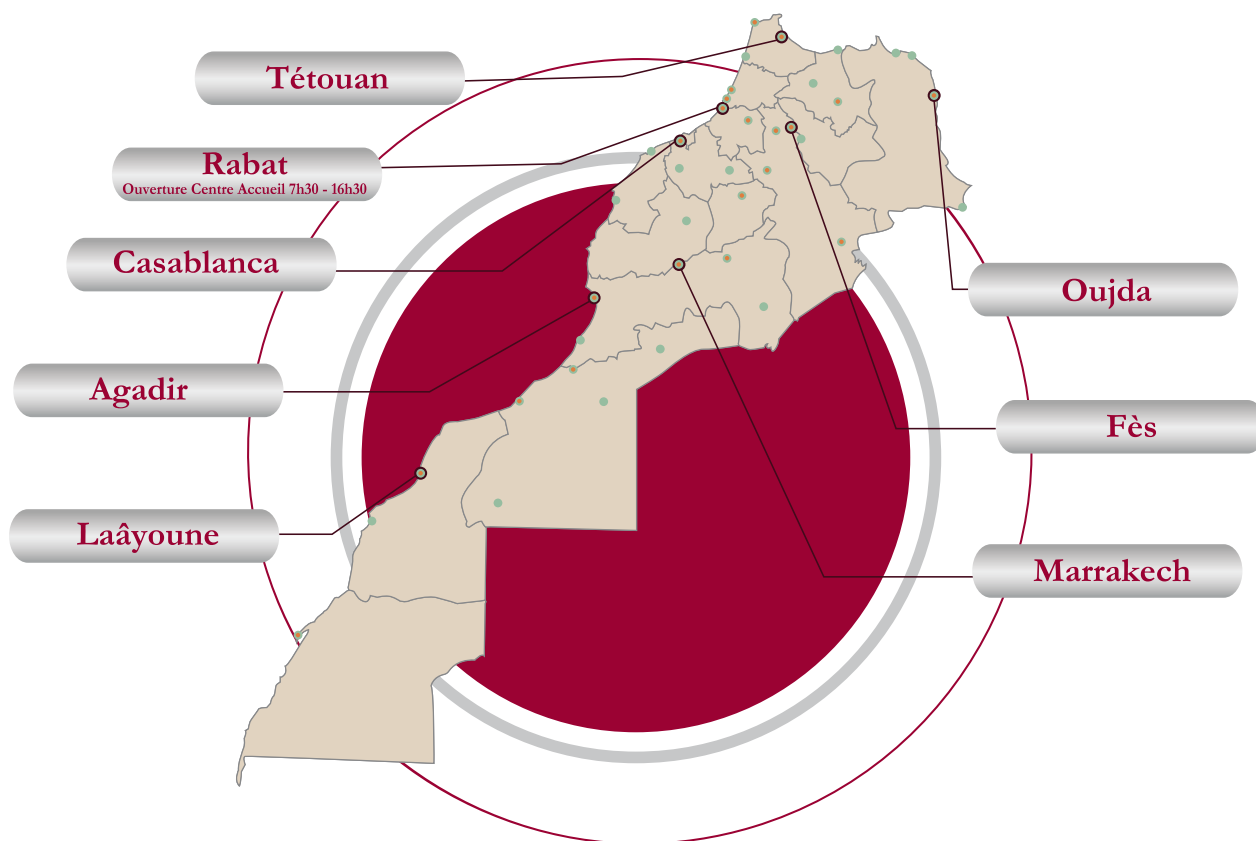 Tétouan
Rabat
Ouverture Centre Accueil 7h30 - 16h30
Casablanca
Agadir
Laâyoune
Oujda
Fès
Marrakech